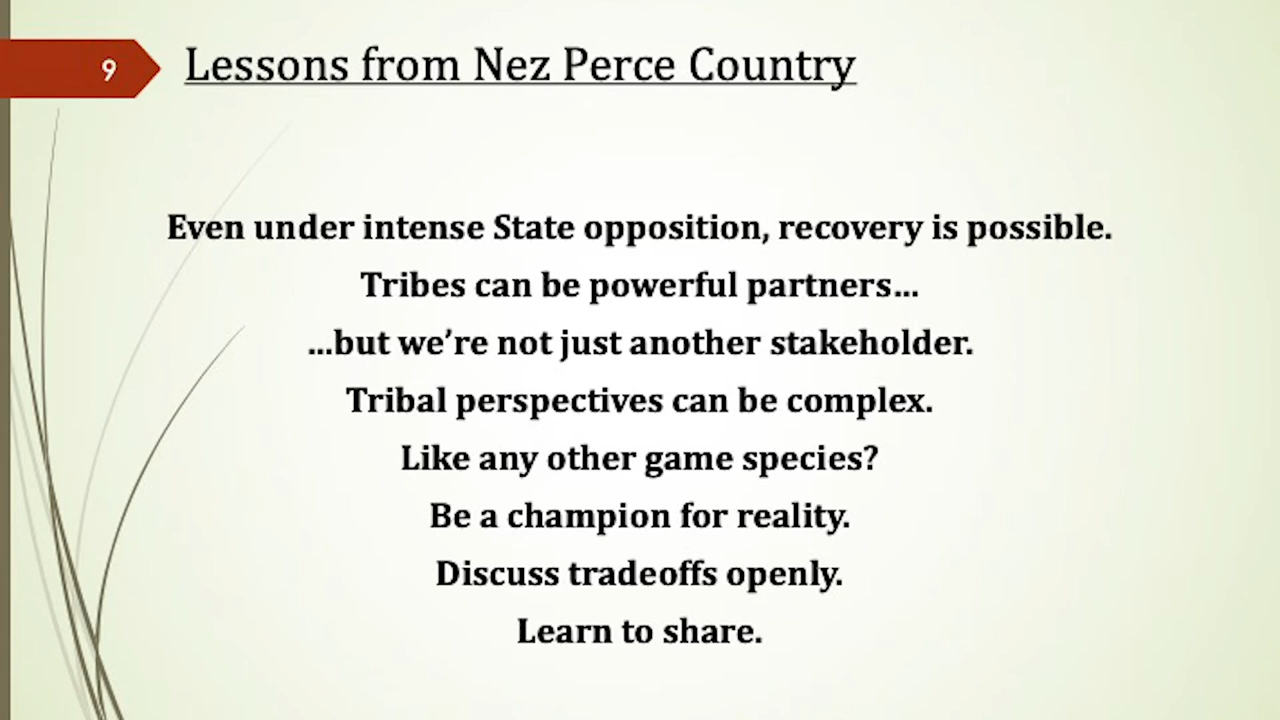 9
Lessons from Nez Perce Country
Even under intense State opposition, recovery is possible.
Tribes can be powerful partners…
…but we’re not just another stakeholder.
Tribal perspectives can be complex.
Like any other game species?
Be a champion for reality.
Discuss tradeoffs openly.
Learn to share.